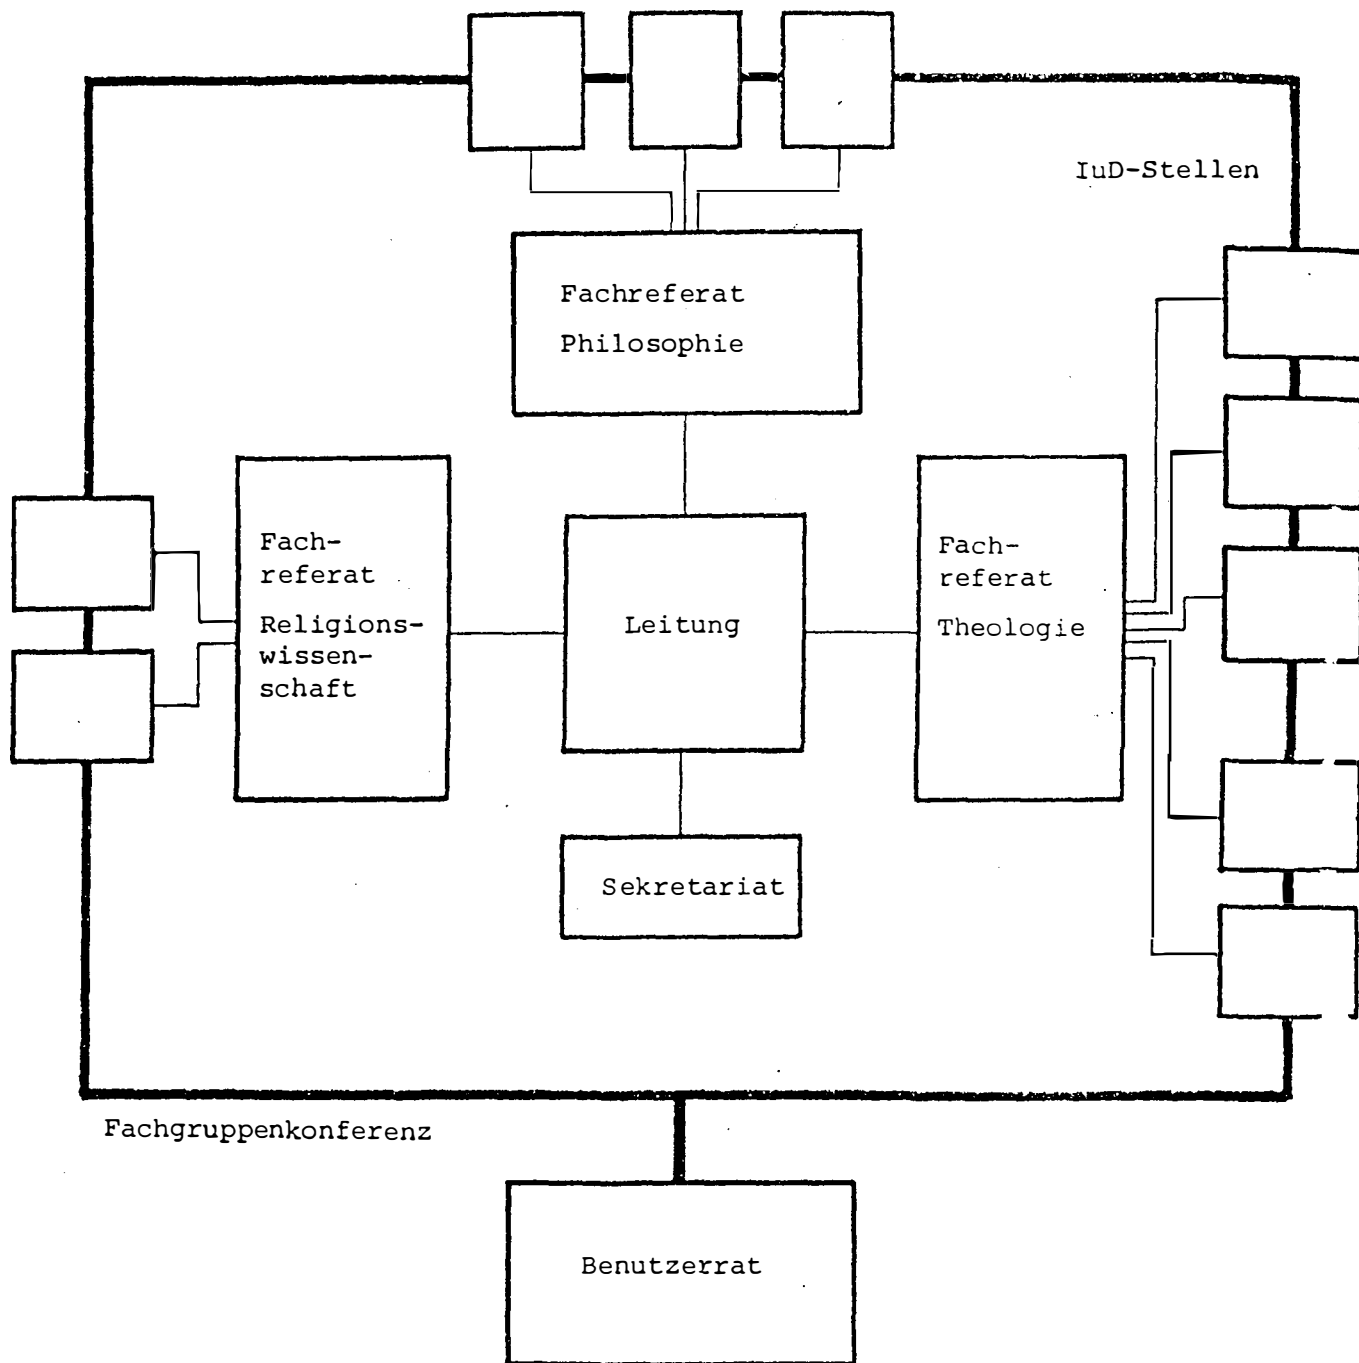 IuD-Stellen
Fachreferat
Philosophie
Fach-
referat
Religions-
wissen-
schaft
Leitung
Fach-
referat
Theologie
Sekretariat
Fachgruppenkonferenz
Benutzerrat